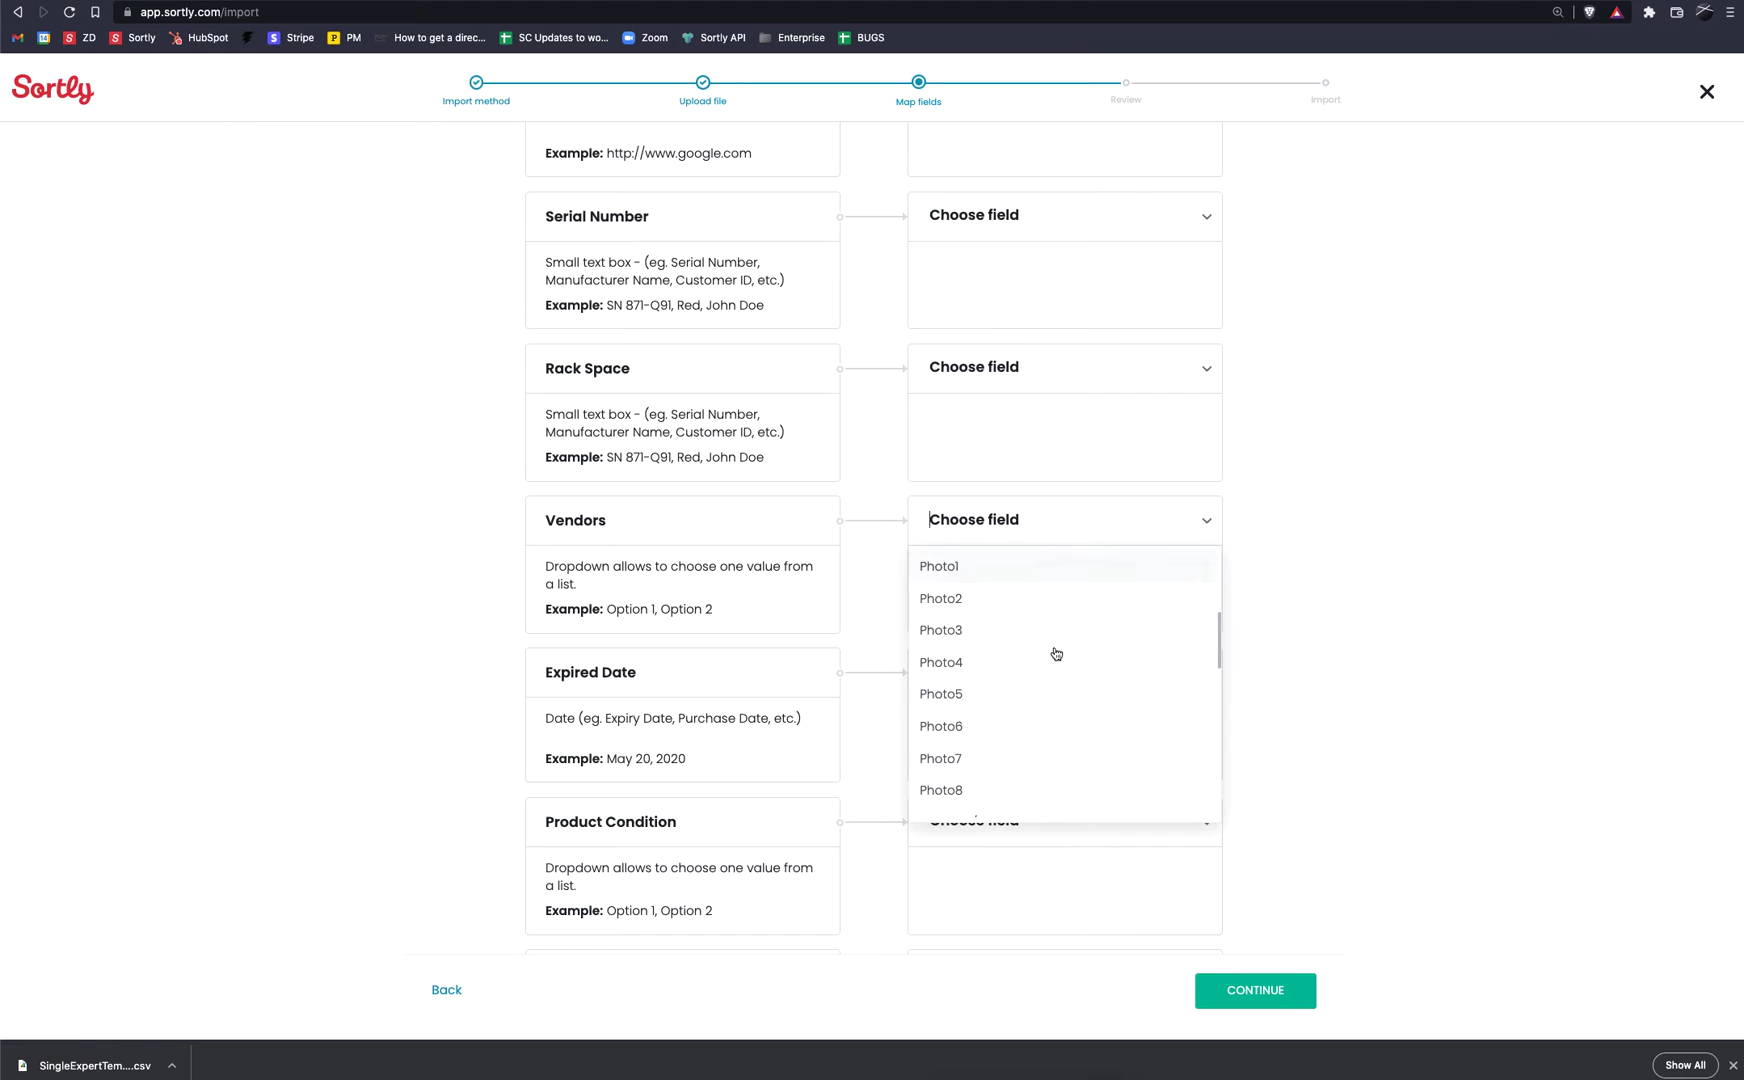 app.sortly.com/import
ZD
Sortly
HubSpot
Stripe
PM
How to get a direc...
SC Updates to wo...
Zoom
Sortly API
Enterprise
BUGS
Sortly
Import method
Upload file
Map fields
Review
Import
Example: http://www.google.com
Serial Number
Choose field
Small text box - (eg. Serial Number,
Manufacturer Name, Customer ID, etc.)
Example: SN 871-Q91, Red, John Doe
Rack Space
Choose field
Small text box - (eg. Serial Number,
Manufacturer Name, Customer ID, etc.)
Example: SN 871-Q91, Red, John Doe
Vendors
Choose field
Dropdown allows to choose one value from
a list.
Example: Option 1, Option 2
Photo1
Photo2
Photo3
Photo4
Photo5
Photo6
Photo7
Photo8
Expired Date
Date (eg. Expiry Date, Purchase Date, etc.)
Example: May 20, 2020
Product Condition
Choose field
Dropdown allows to choose one value from
a list.
Example: Option 1, Option 2
Back
CONTINUE
SingleExpertTem....csv
Show All